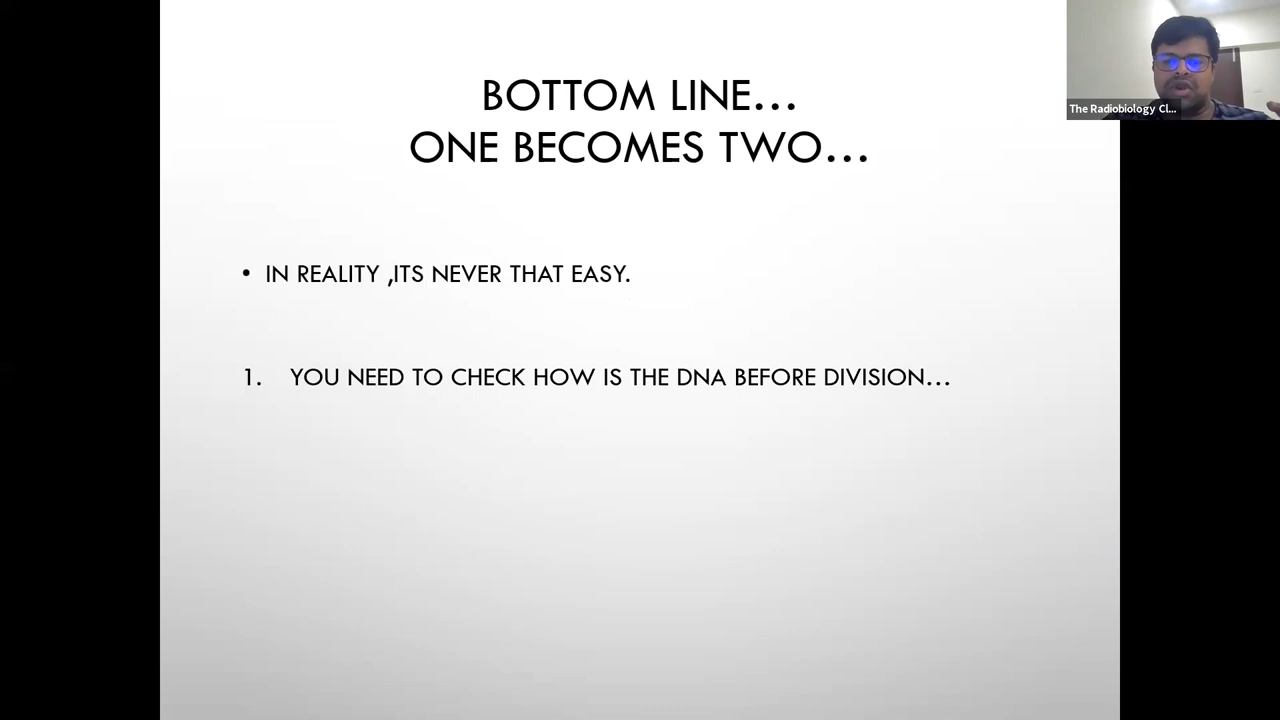 The Radiobiology Cl...
BOTTOM LINE...
ONE BECOMES TWO...
• IN REALITY ,ITS NEVER THAT EASY.
1. YOU NEED TO CHECK HOW IS THE DNA BEFORE DIVISION...